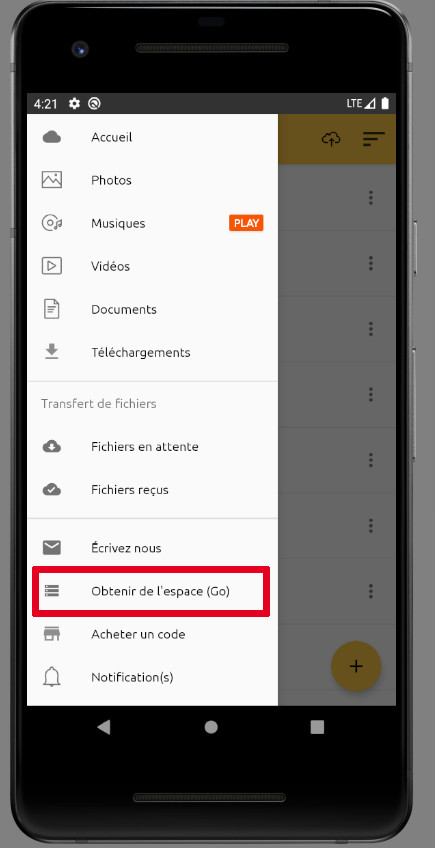 4:21
LTE
Accueil
Photos
Musiques
PLAY
Vidéos
Documents
Téléchargements
Transfert de fichiers
Fichiers en attente
Fichiers reçus
Écrivez nous
Obtenir de l'espace (Go)
Acheter un code
Notification(s)